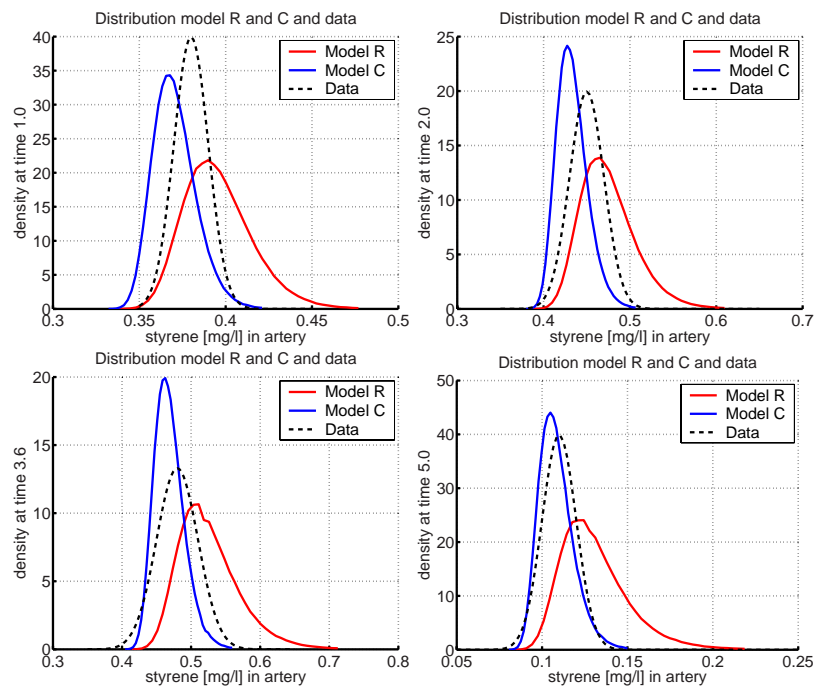 Distribution model R and C and data
40
35
30
25
20
15
10
5
0
density at time 1.0
Model R
Model C
Data
0.3
0.35
0.4
0.45
0.5
styrene [mg/l] in artery
Distribution model R and C and data
25
20
15
10
5
0
density at time 2.0
Model R
Model C
Data
0.3
0.4
0.5
0.6
0.7
styrene [mg/l] in artery
Distribution model R and C and data
20
15
10
5
0
density at time 3.6
Model R
Model C
Data
0.3
0.4
0.5
0.6
0.7
0.8
styrene [mg/l] in artery
Distribution model R and C and data
50
40
30
20
10
0
density at time 5.0
Model R
Model C
Data
0.05
0.1
0.15
0.2
0.25
styrene [mg/l] in artery